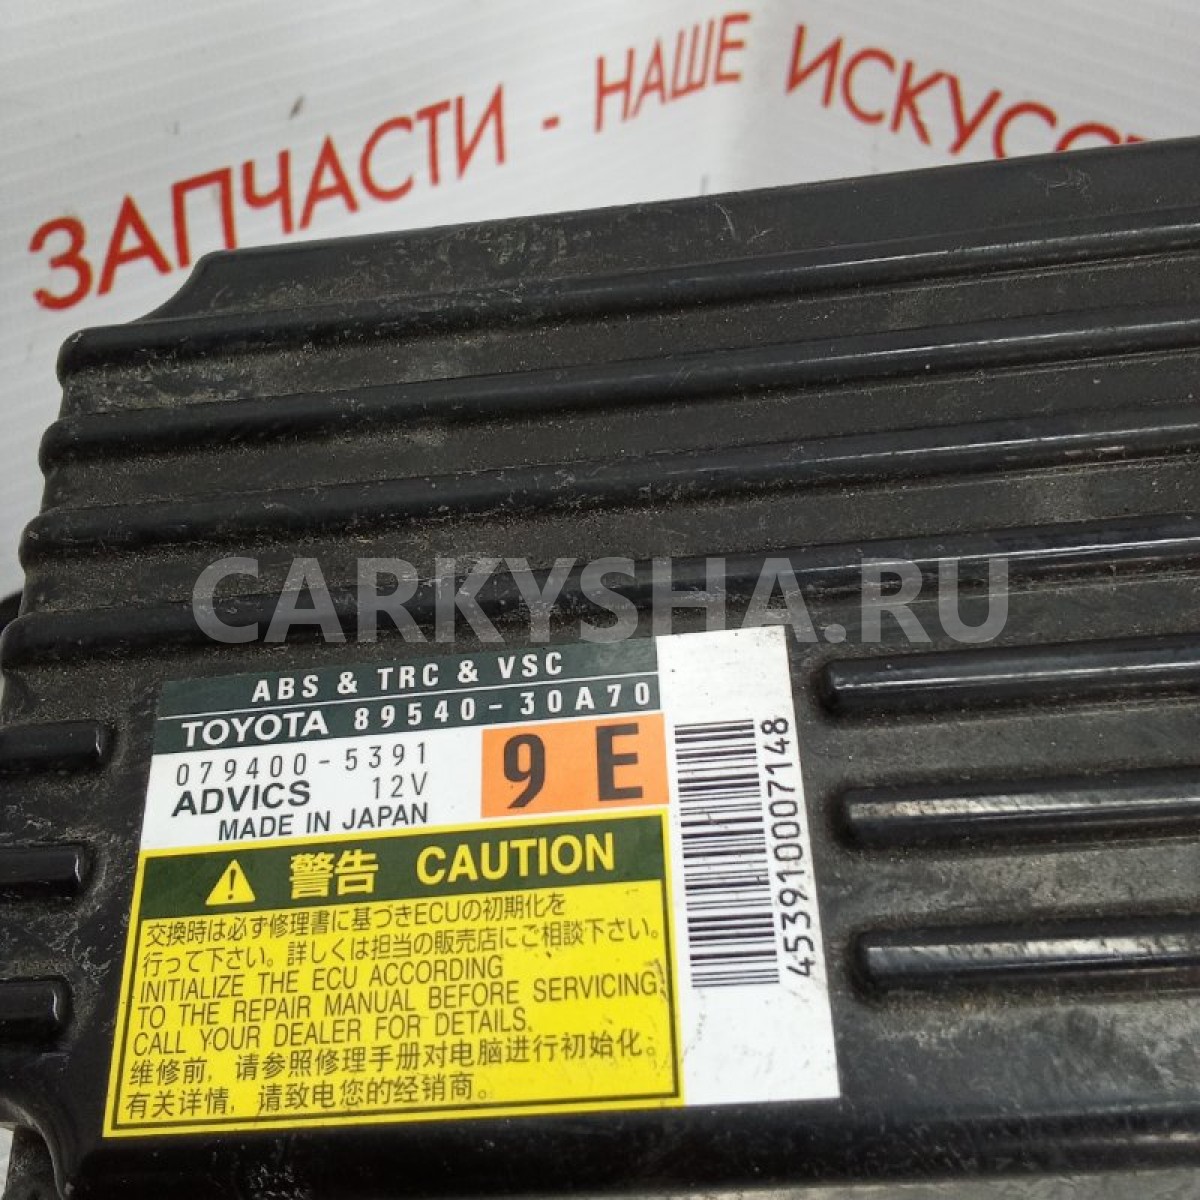 ЗАПЧАСТИ - НАШЕ ИСКУССТ
CARKYSHA.RU
ABS & TRC & VSC
TOYOTA 89540-30A70
079400-5391
ADVICS 12V
MADE IN JAPAN
9E
453910007148
警告 CAUTION
交換時は必ず修理書に基づきECUの初期化を
行って下さい。詳しくは担当の販売店にご相談下さい。
INITIALIZE THE ECU ACCORDING
TO THE REPAIR MANUAL BEFORE SERVICING.
CALL YOUR DEALER FOR DETAILS.
维修前, 请参照修理手册对电脑进行初始化。
有关详情, 请致电您的经销商。